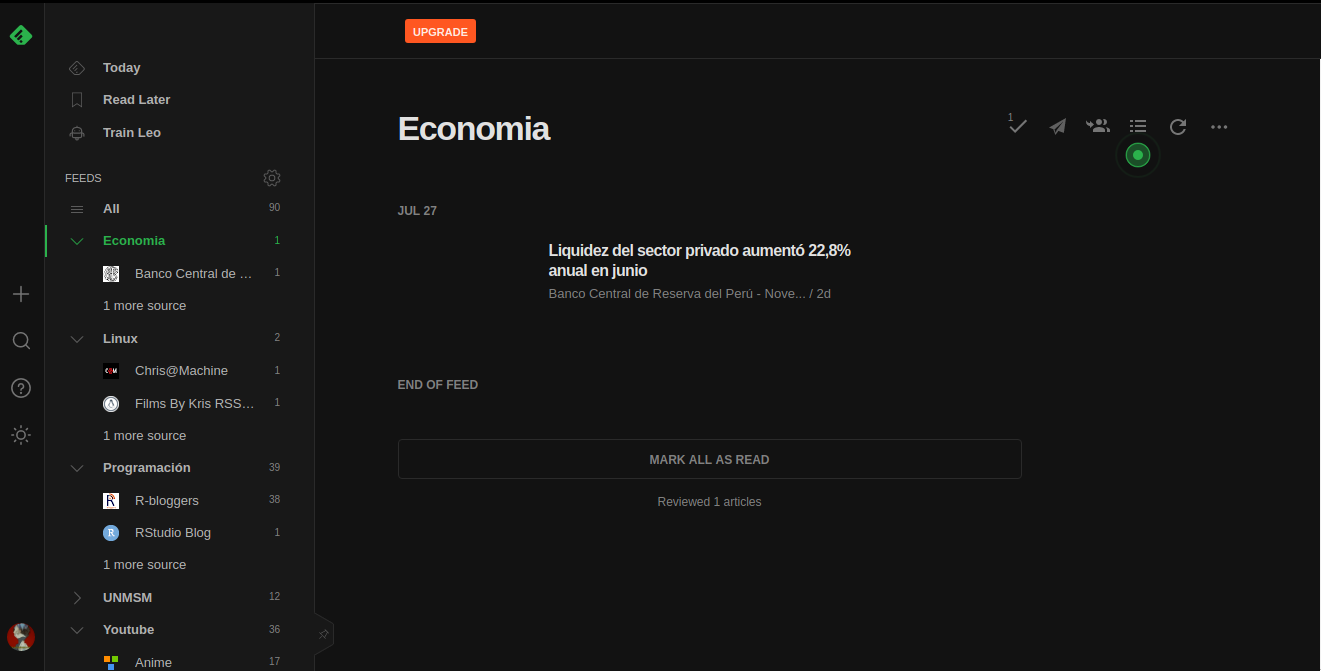 UPGRADE
Today
Read Later
Train Leo
FEEDS
All 90
Economia 1
Banco Central de ... 1
1 more source
Linux 2
Chris@Machine 1
Films By Kris RSS... 1
1 more source
Programación 39
R-bloggers 38
RStudio Blog 1
1 more source
UNMSM 12
Youtube 36
Anime 17
Economia
1
JUL 27
Liquidez del sector privado aumentó 22,8%
anual en junio
Banco Central de Reserva del Perú - Nove... / 2d
END OF FEED
MARK ALL AS READ
Reviewed 1 articles